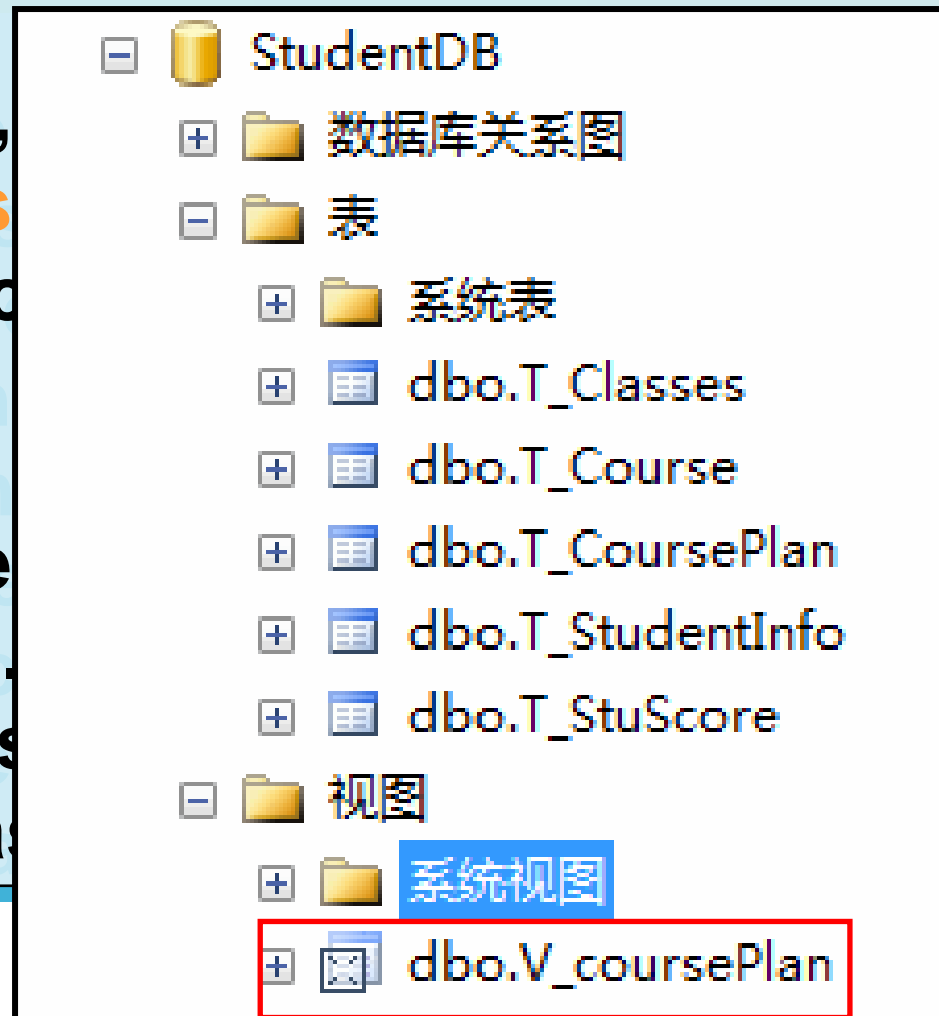 StudentDB
数据库关系图
表
系统表
dbo.T_Classes
dbo.T_Course
dbo.T_CoursePlan
dbo.T_StudentInfo
dbo.T_StuScore
视图
系统视图
dbo.V_coursePlan